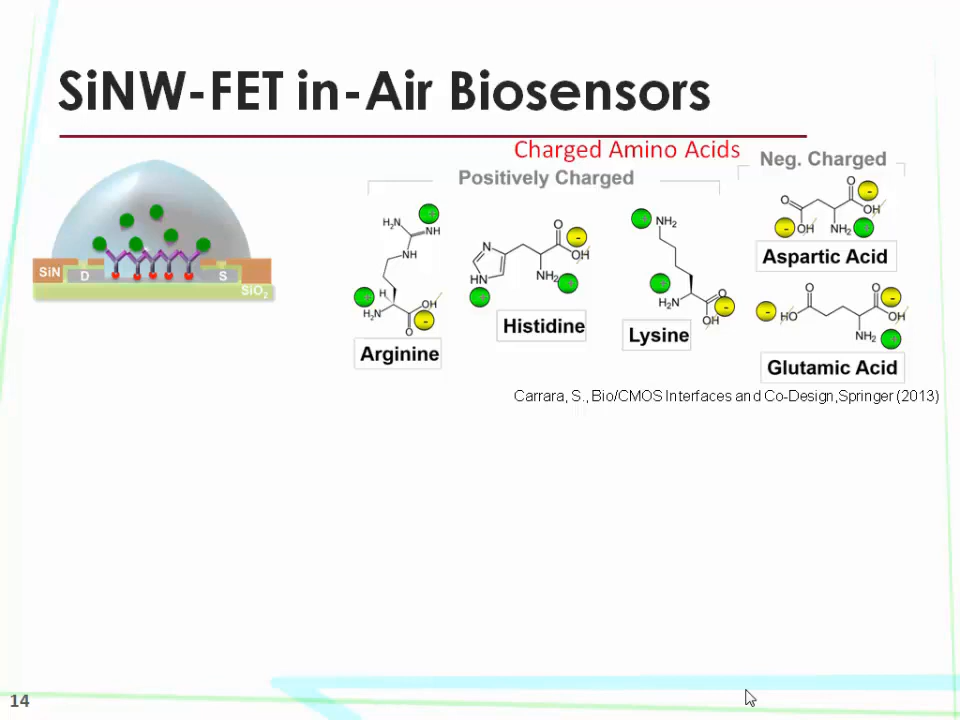 SiNW-FET in-Air Biosensors
Charged Amino Acids
Positively Charged
Neg. Charged
SiN
D
S
SiO2
H2N
NH
NH
H
H2N
OH
O
Arginine
N
HN
O
OH
NH2
Histidine
NH2
H2N
O
OH
Lysine
O
O
OH
OH
NH2
Aspartic Acid
O
O
HO
OH
NH2
Glutamic Acid
Carrara, S., Bio/CMOS Interfaces and Co-Design,Springer (2013)
14